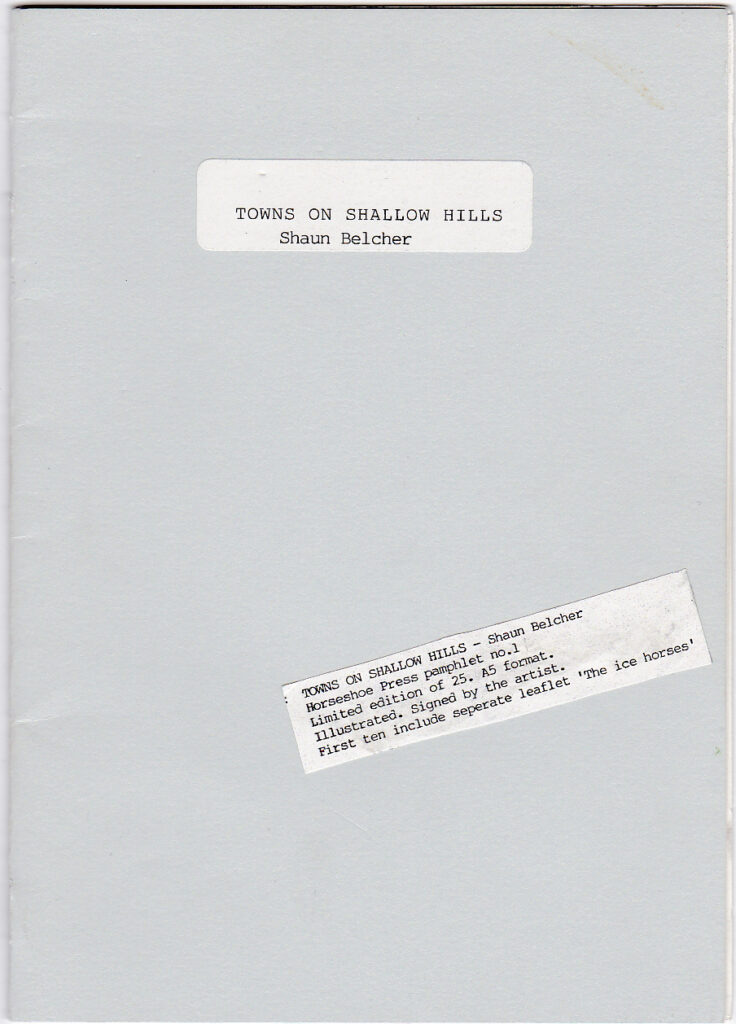 TOWNS ON SHALLOW HILLS
Shaun Belcher
TOWNS ON SHALLOW HILLS - Shaun Belcher
Horseshoe Press pamphlet no.1
Limited edition of 25. A5 format.
Illustrated. Signed by the artist.
First ten include seperate leaflet 'The ice horses'